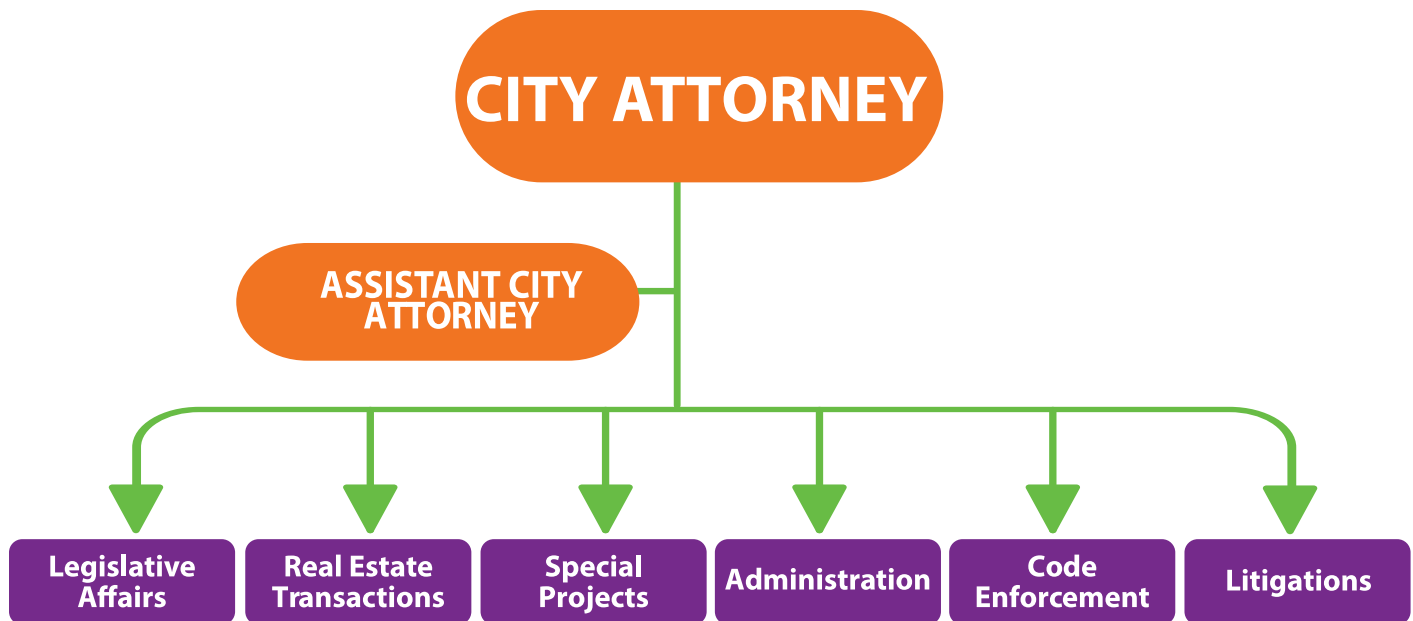 CITY ATTORNEY
ASSISTANT CITY
ATTORNEY
Legislative
Affairs
Real Estate
Transactions
Special
Projects
Administration
Code
Enforcement
Litigations